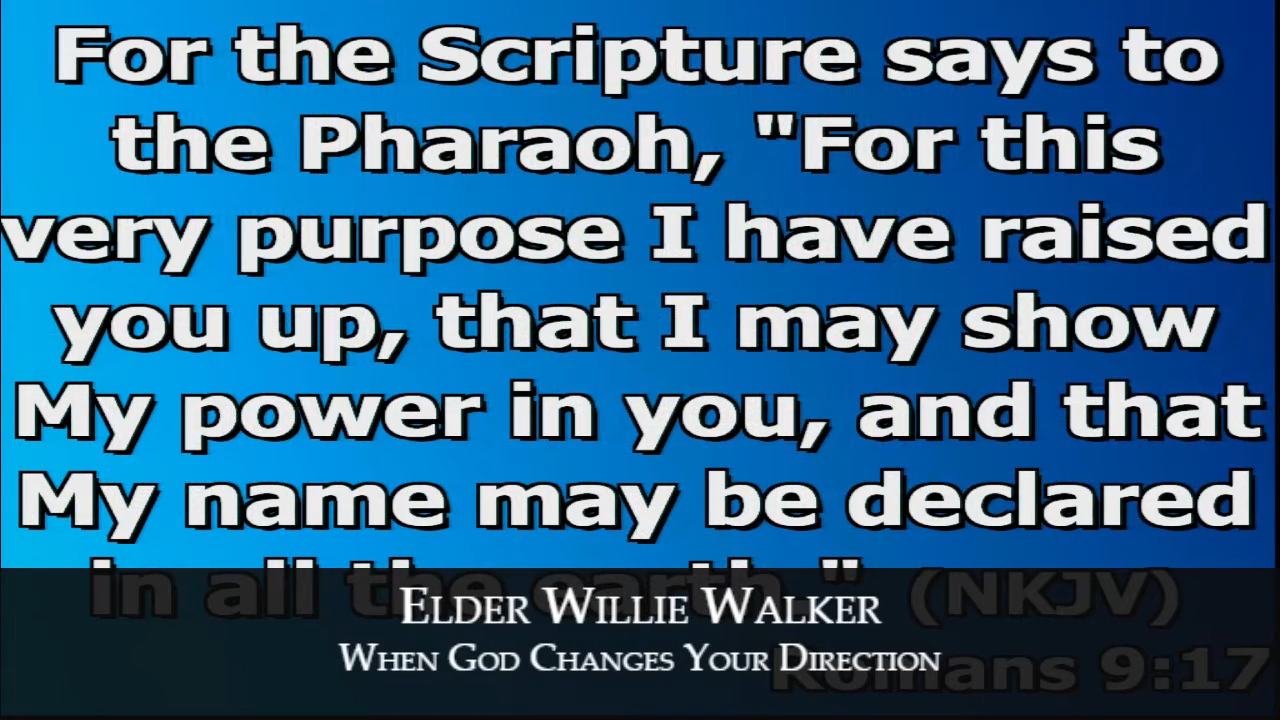 For the Scripture says to
the Pharaoh, "For this
very purpose I have raised
you up, that I may show
My power in you, and that
My name may be declared
in all the earth." (NKJV)
Romans 9:17
ELDER WILLIE WALKER
WHEN GOD CHANGES YOUR DIRECTION